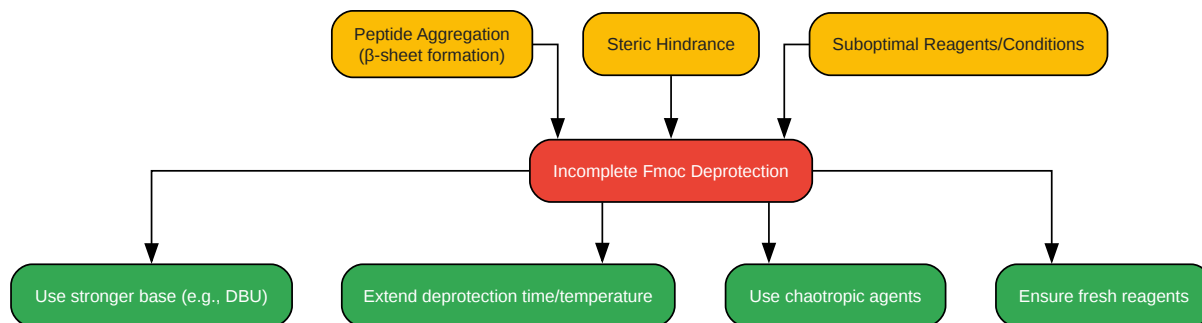 Peptide Aggregation
(β-sheet formation)
Steric Hindrance
Suboptimal Reagents/Conditions
Incomplete Fmoc Deprotection
Use stronger base (e.g., DBU)
Extend deprotection time/temperature
Use chaotropic agents
Ensure fresh reagents